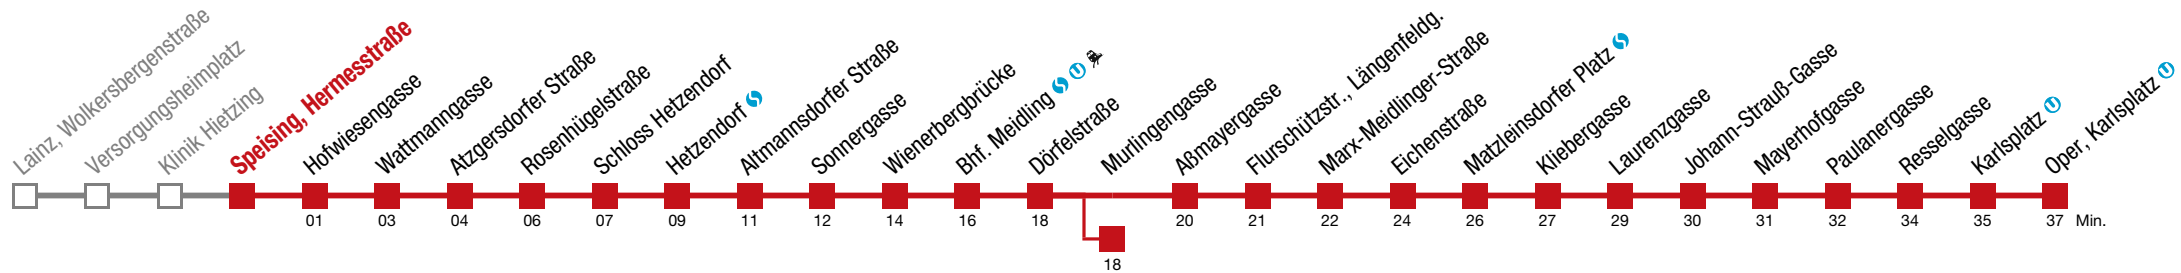 Lainz, Wolkersbergenstraße
Versorgungsheimplatz
Klinik Hietzing
Speising, Hermesstraße
Hofwiesengasse
Wattmanngasse
Atzgersdorfer Straße
Rosenhügelstraße
Schloss Hetzendorf
Hetzendorf S
Altmannsdorfer Straße
Sonnergasse
Wienerbergbrücke
Bhf. Meidling S U
Dörfelstraße
Murlingengasse
Aßmayergasse
Flurschützstr., Längenfeldg.
Marx-Meidlinger-Straße
Eichenstraße
Matzleinsdorfer Platz S
Kliebergasse
Laurenzgasse
Johann-Strauß-Gasse
Mayerhofgasse
Paulanergasse
Resselgasse
Karlsplatz U
Oper, Karlsplatz U
01 03 04 06 07 09 11 12 14 16 18 20 21 22 24 26 27 29 30 31 32 34 35 37 Min.
18